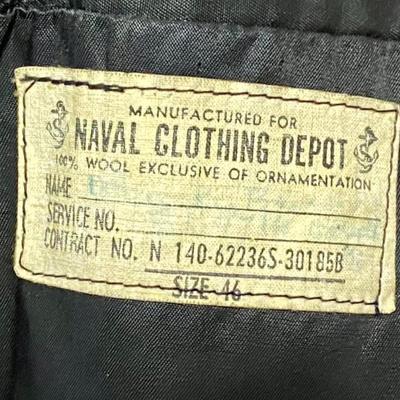 MANUFACTURED FOR
NAVAL CLOTHING DEPOT
100% WOOL EXCLUSIVE OF ORNAMENTATION
NAME
SERVICE NO.
CONTRACT NO. N 140-62236S-30185B
SIZE 46